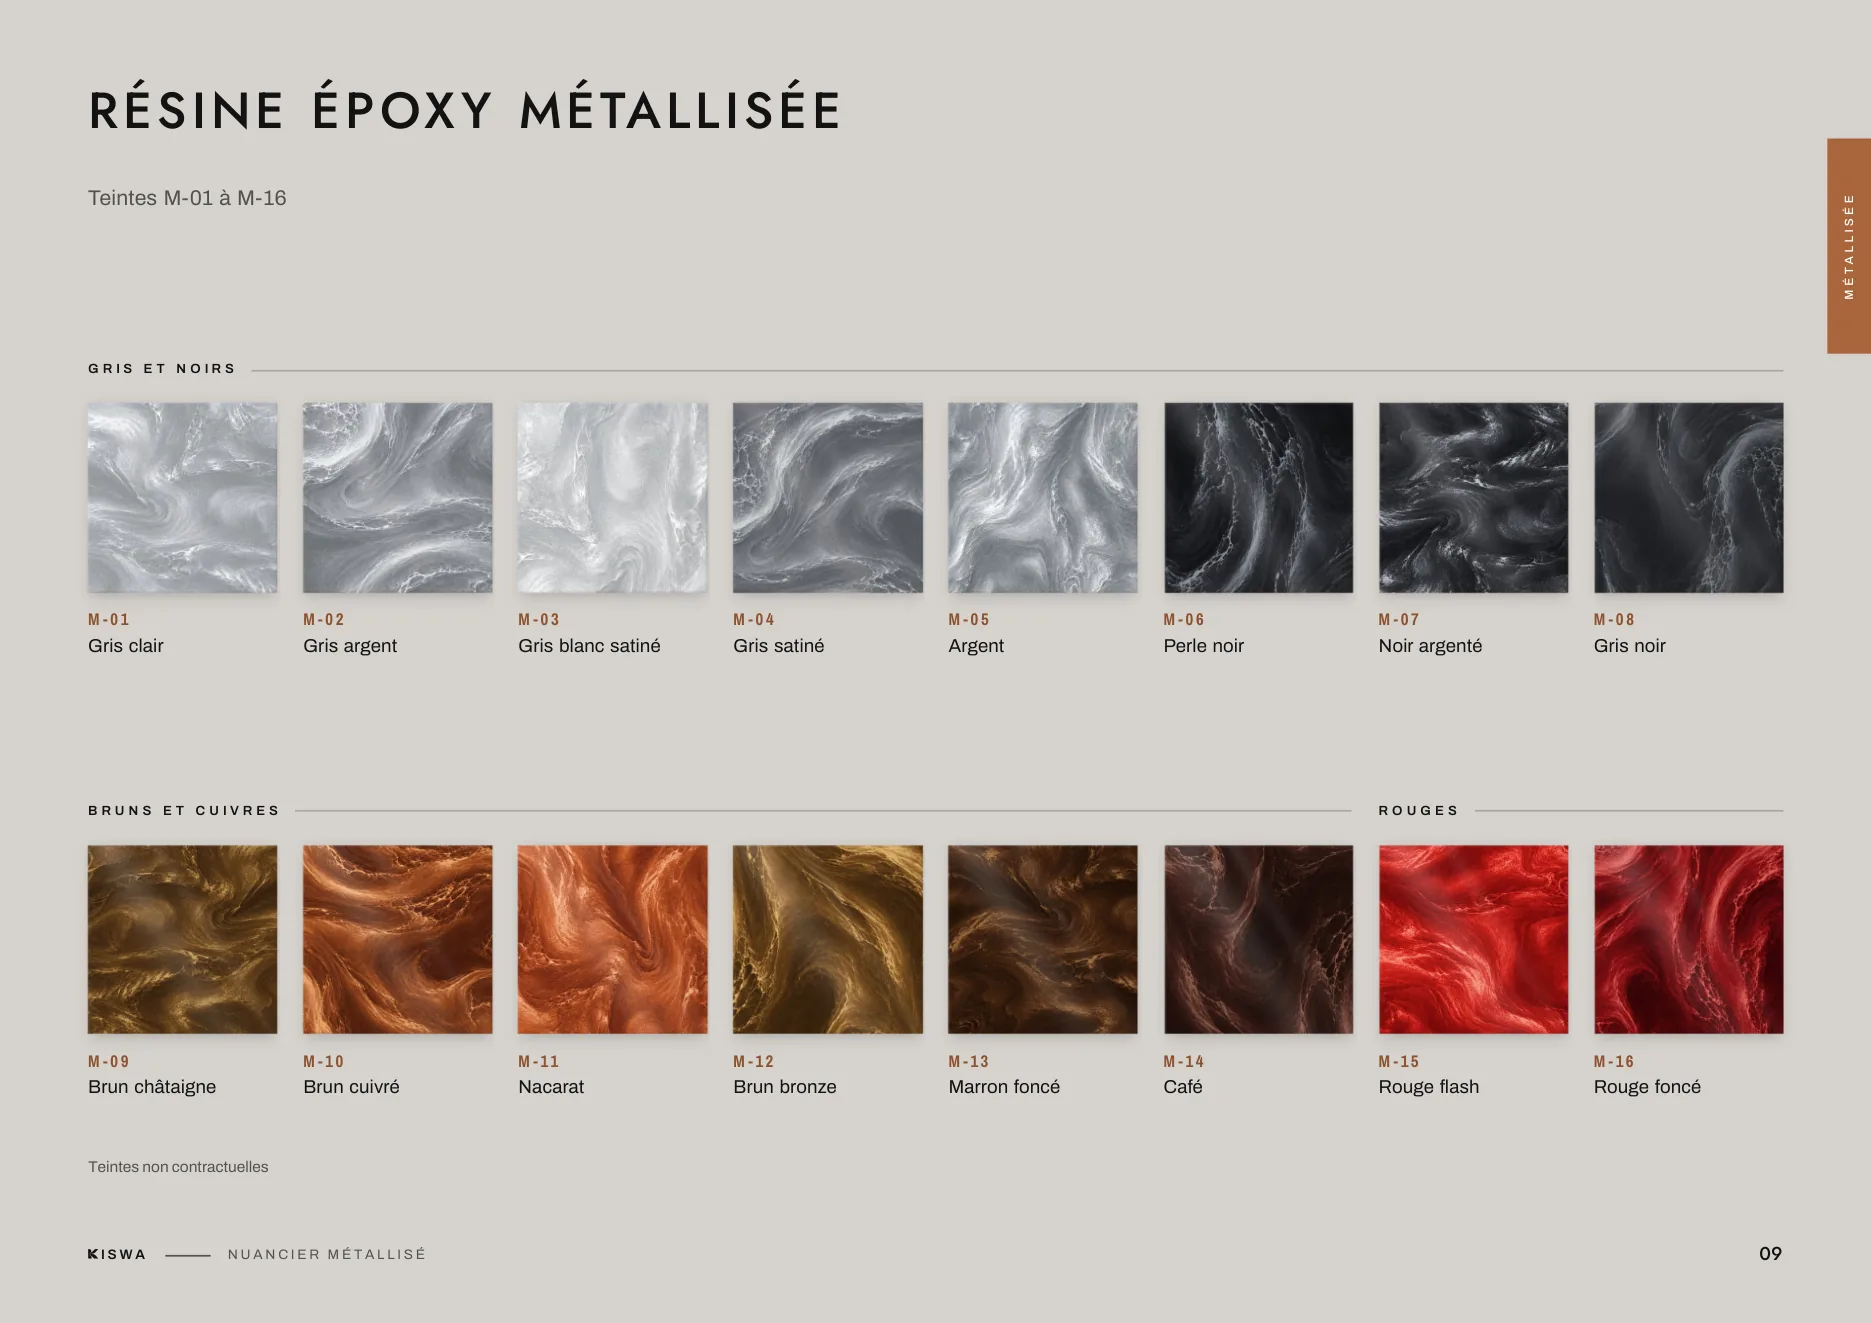 RÉSINE ÉPOXY MÉTALLISÉE
Teintes M-01 à M-16
MÉTALLISÉE
GRIS ET NOIRS
M-01 M-02 M-03 M-04 M-05 M-06 M-07 M-08
Gris clair Gris argent Gris blanc satiné Gris satiné Argent Perle noir Noir argenté Gris noir
BRUNS ET CUIVRES ROUGES
M-09 M-10 M-11 M-12 M-13 M-14 M-15 M-16
Brun châtaigne Brun cuivré Nacarat Brun bronze Marron foncé Café Rouge flash Rouge foncé
Teintes non contractuelles
KISWA NUANCIER MÉTALLISÉ 09